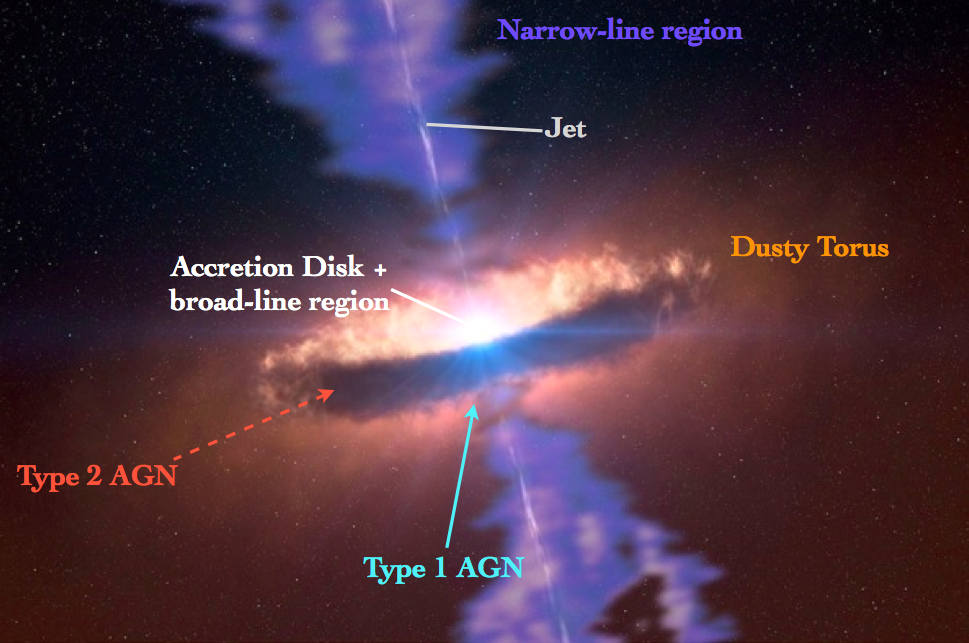 Narrow-line region
Jet
Dusty Torus
Accretion Disk +
broad-line region
Type 2 AGN
Type 1 AGN